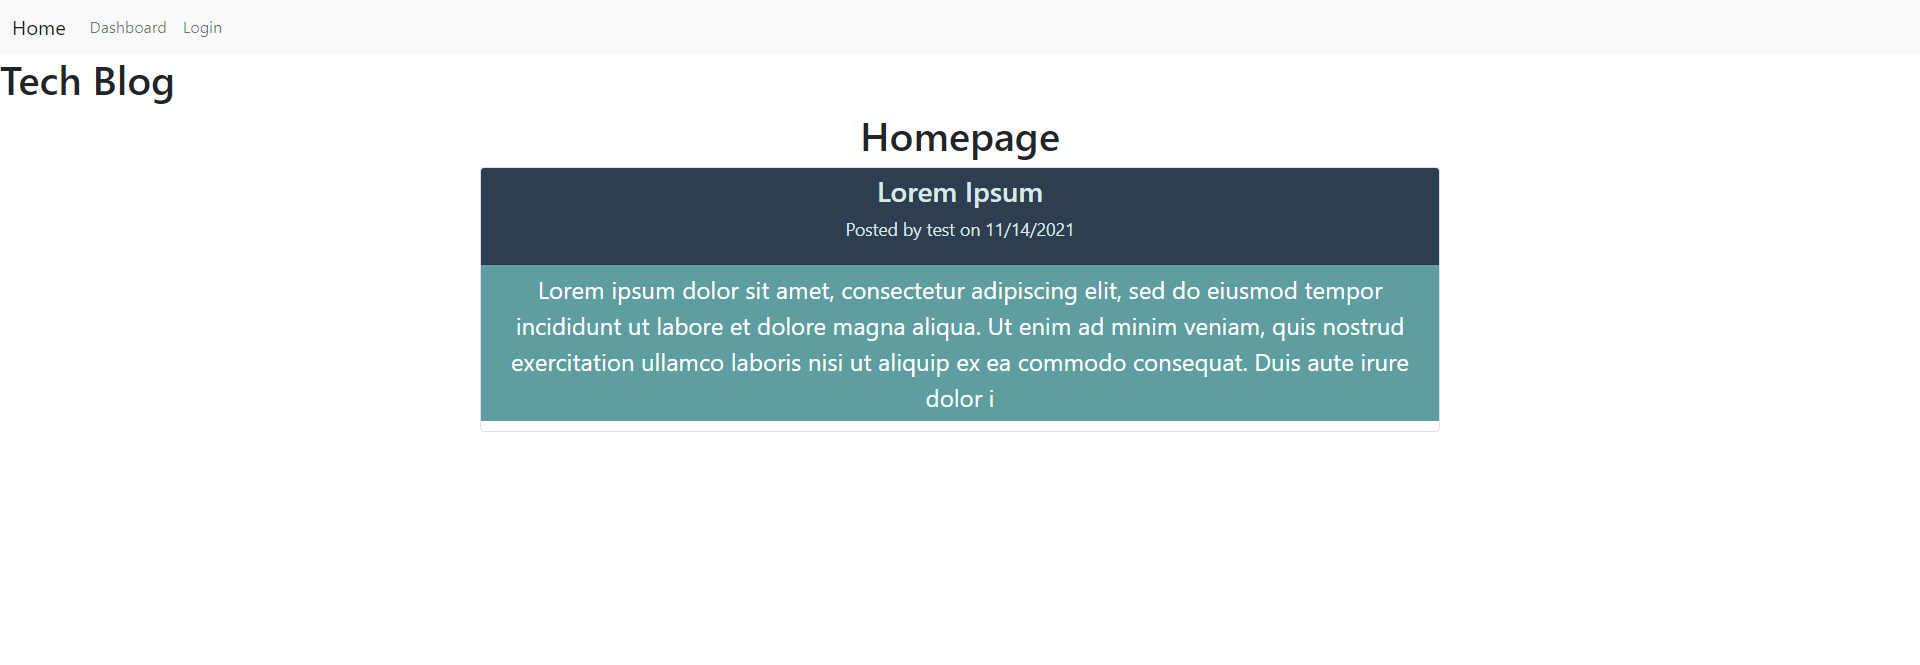 Home Dashboard Login
Tech Blog
Homepage
Lorem Ipsum
Posted by test on 11/14/2021
Lorem ipsum dolor sit amet, consectetur adipiscing elit, sed do eiusmod tempor
incididunt ut labore et dolore magna aliqua. Ut enim ad minim veniam, quis nostrud
exercitation ullamco laboris nisi ut aliquip ex ea commodo consequat. Duis aute irure
dolor i